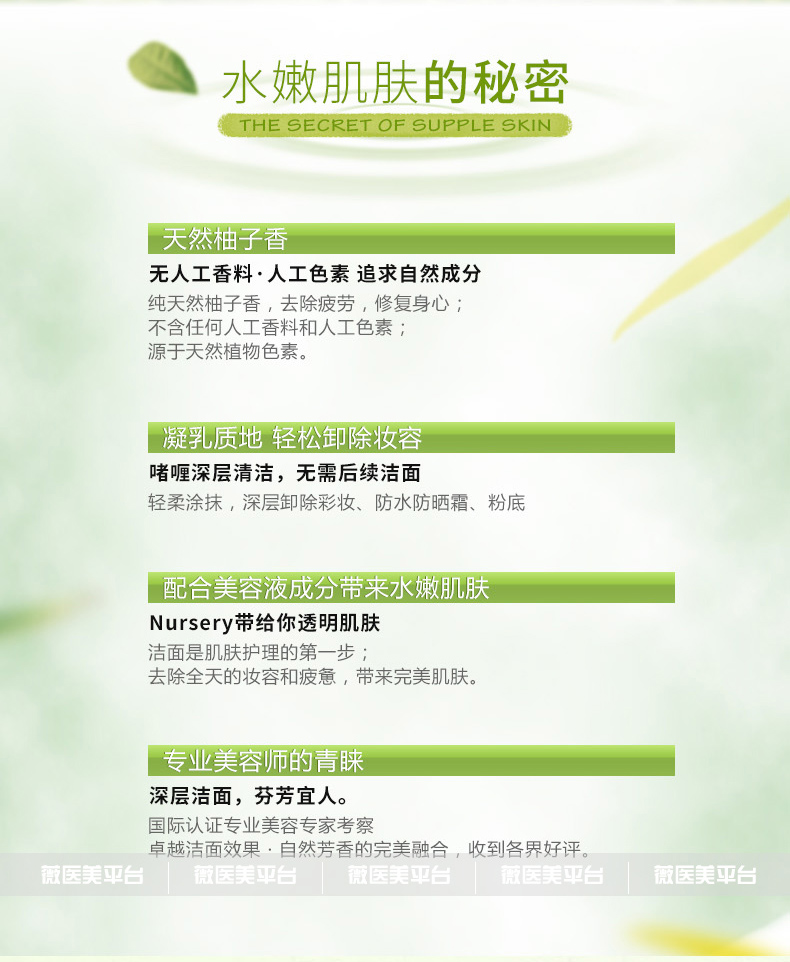 水嫩肌肤的秘密
THE SECRET OF SUPPLE SKIN
天然柚子香
无人工香料·人工色素 追求自然成分
纯天然柚子香，去除疲劳，修复身心；
不含任何人工香料和人工色素；
源于天然植物色素。
凝乳质地 轻松卸除妆容
啫喱深层清洁，无需后续洁面
轻柔涂抹，深层卸除彩妆、防水防晒霜、粉底
配合美容液成分带来水嫩肌肤
Nursery带给你透明肌肤
洁面是肌肤护理的第一步；
去除全天的妆容和疲惫，带来完美肌肤。
专业美容师的青睐
深层洁面，芬芳宜人。
国际认证专业美容专家考察
卓越洁面效果·自然芳香的完美融合，收到各界好评。
薇医美平台 薇医美平台 薇医美平台 薇医美平台 薇医美平台